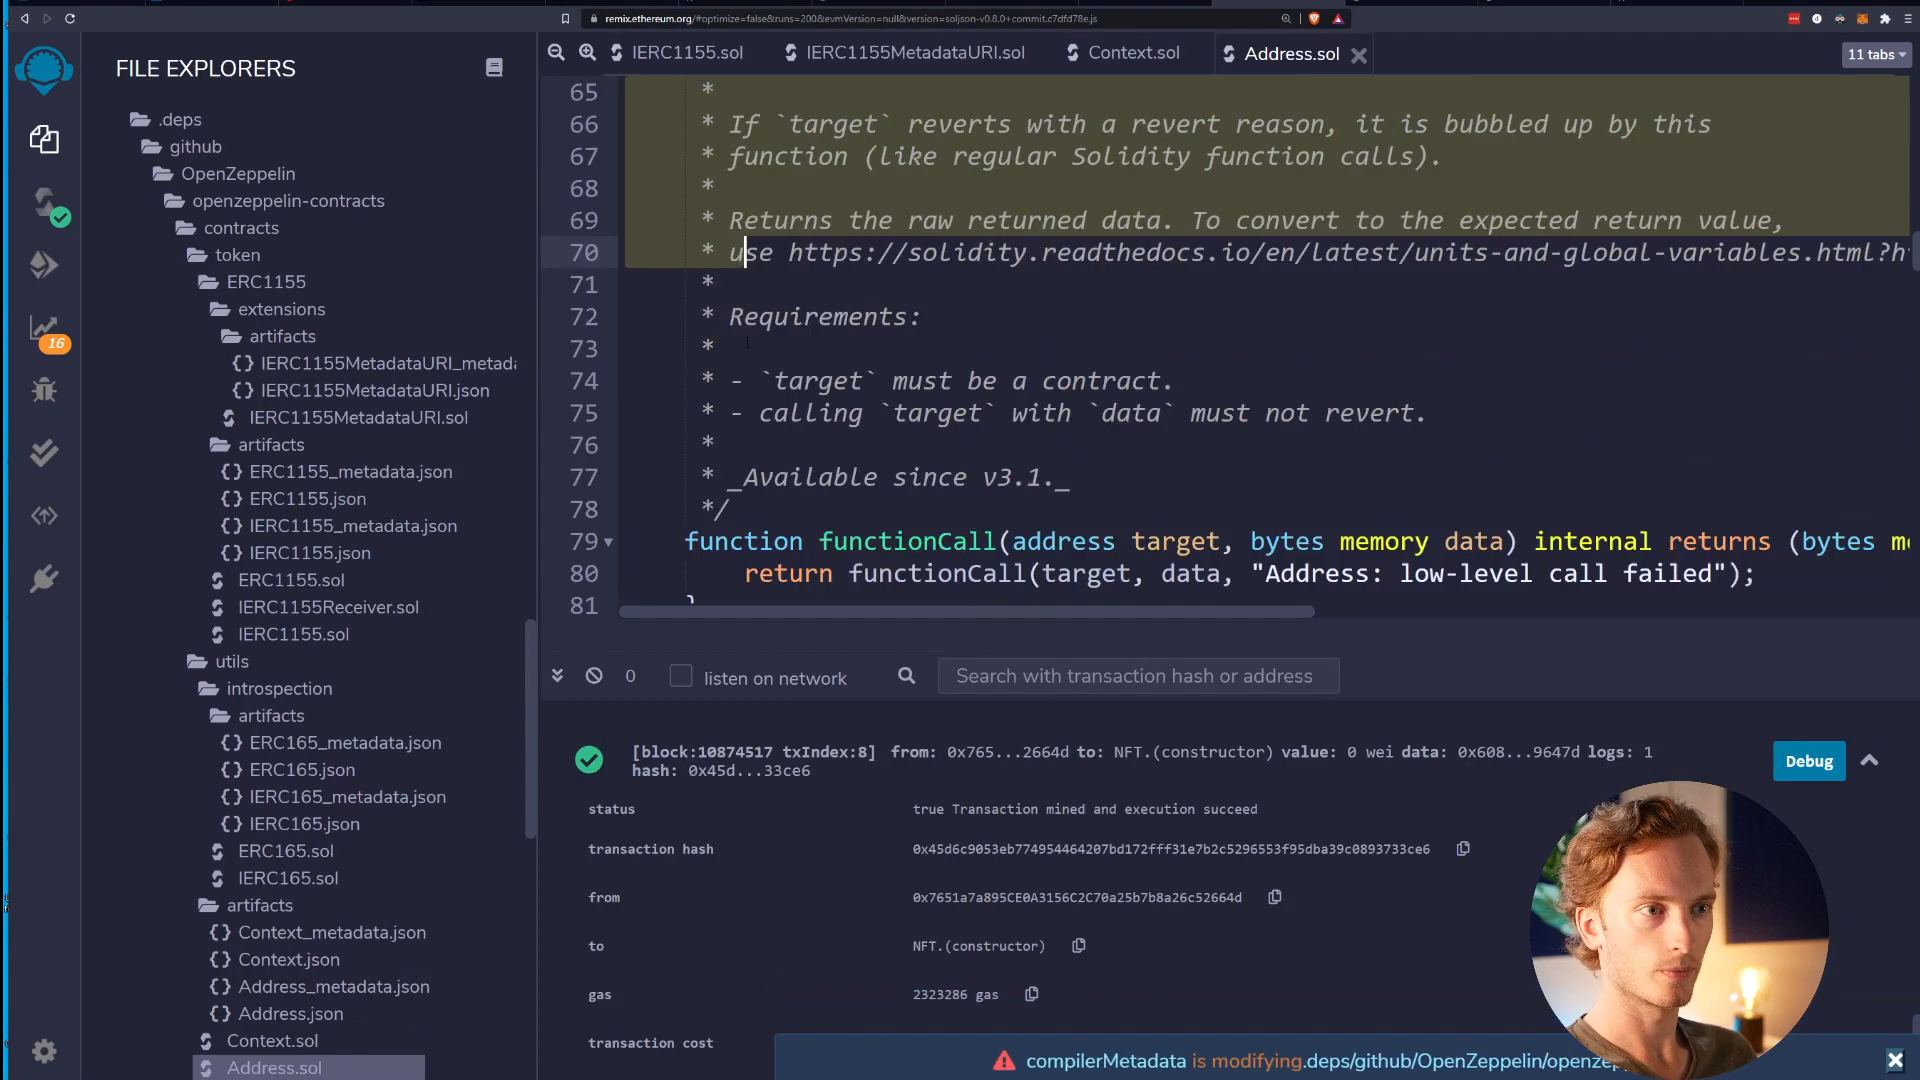 remix.ethereum.org/#optimize=false&runs=200&evmVersion=null&version=soljson-v0.8.0+commit.c7dfd78e.js
FILE EXPLORERS
IERC1155.sol
IERC1155MetadataURI.sol
Context.sol
Address.sol
11 tabs
.deps
github
OpenZeppelin
openzeppelin-contracts
contracts
token
ERC1155
extensions
artifacts
{} IERC1155MetadataURI_metada
{} IERC1155MetadataURI.json
IERC1155MetadataURI.sol
artifacts
{} ERC1155_metadata.json
{} ERC1155.json
{} IERC1155_metadata.json
{} IERC1155.json
ERC1155.sol
IERC1155Receiver.sol
IERC1155.sol
utils
introspection
artifacts
{} ERC165_metadata.json
{} ERC165.json
{} IERC165_metadata.json
{} IERC165.json
ERC165.sol
IERC165.sol
artifacts
{} Context_metadata.json
{} Context.json
{} Address_metadata.json
{} Address.json
Context.sol
Address.sol
16
65 *
66 * If `target` reverts with a revert reason, it is bubbled up by this
67 * function (like regular Solidity function calls).
68 *
69 * Returns the raw returned data. To convert to the expected return value,
70 * use https://solidity.readthedocs.io/en/latest/units-and-global-variables.html?h
71 *
72 * Requirements:
73 *
74 * - `target` must be a contract.
75 * - calling `target` with `data` must not revert.
76 *
77 * _Available since v3.1._
78 */
79 function functionCall(address target, bytes memory data) internal returns (bytes m
80 return functionCall(target, data, "Address: low-level call failed");
81 }
0
listen on network
Search with transaction hash or address
[block:10874517 txIndex:8] from: 0x765...2664d to: NFT.(constructor) value: 0 wei data: 0x608...9647d logs: 1
hash: 0x45d...33ce6
Debug
status true Transaction mined and execution succeed
transaction hash 0x45d6c9053eb774954464207bd172fff31e7b2c5296553f95dba39c0893733ce6
from 0x7651a7a895CE0A3156C2C70a25b7b8a26c52664d
to NFT.(constructor)
gas 2323286 gas
transaction cost
compilerMetadata is modifying .deps/github/OpenZeppelin/openzep